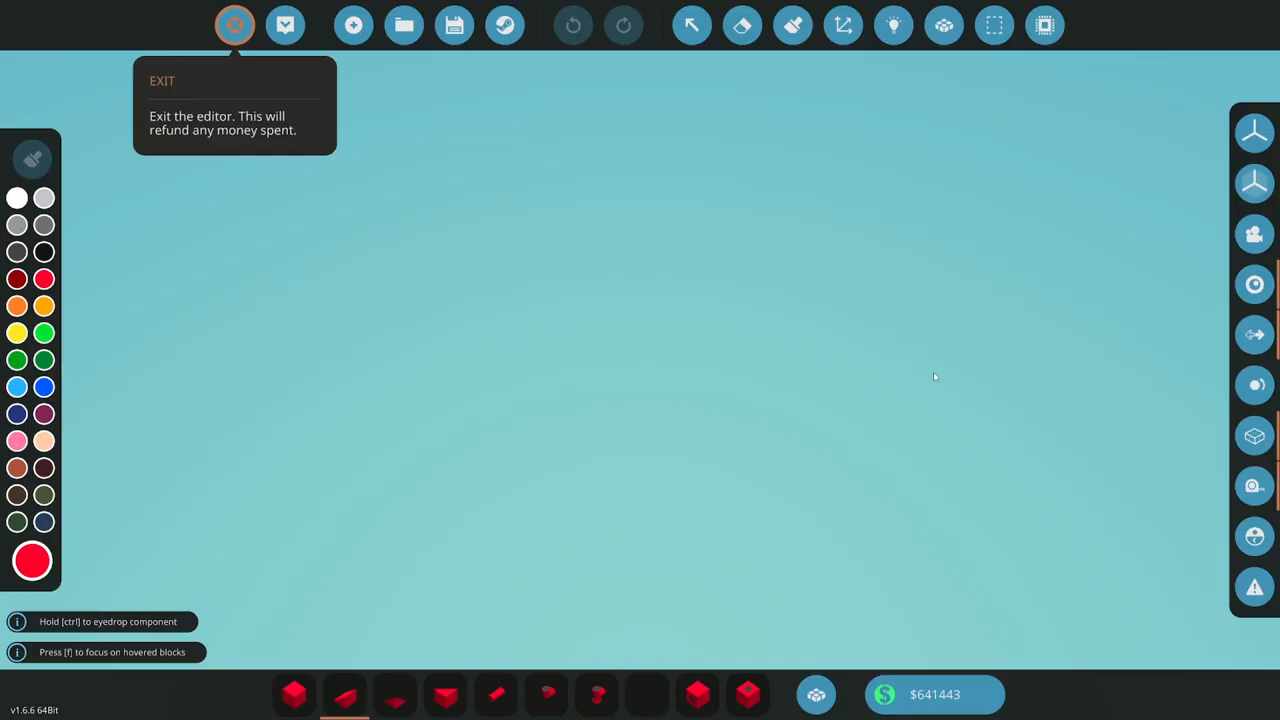 EXIT
Exit the editor. This will
refund any money spent.
Hold [ctrl] to eyedrop component
Press [f] to focus on hovered blocks
$641443
v1.6.6 64Bit